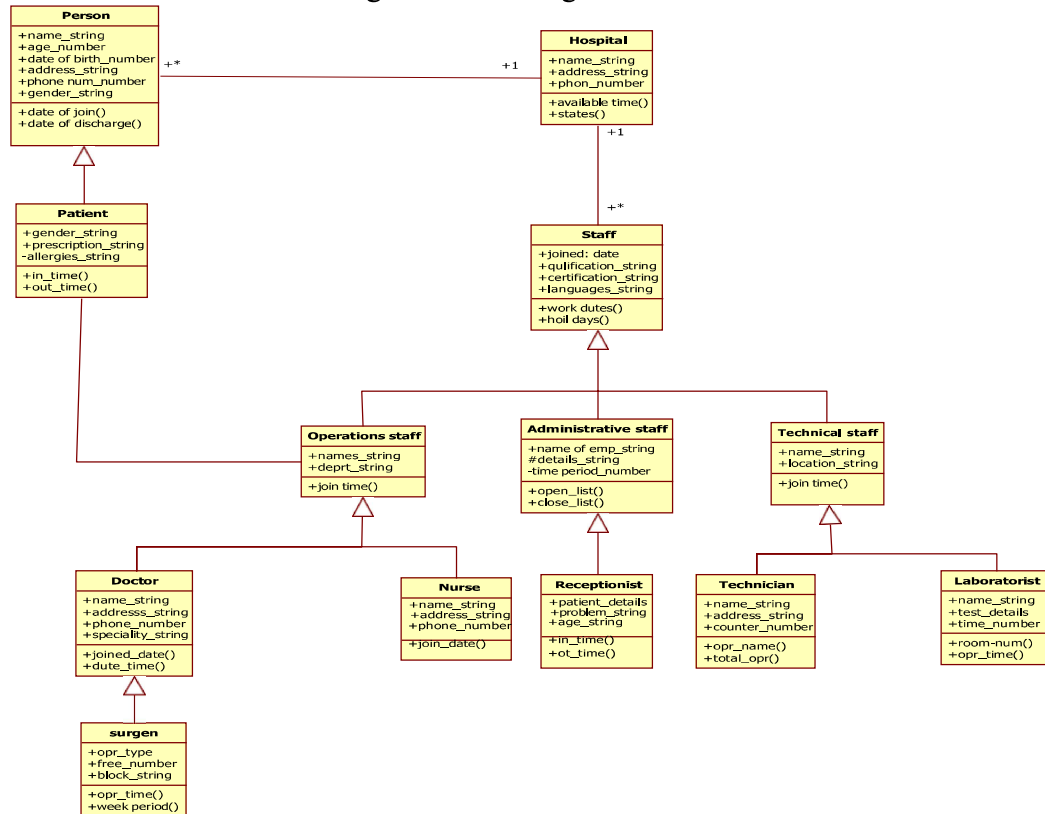 Person
+name_string
+age_number
+date of birth_number
+address_string
+phone num_number
+gender_string
+date of join()
+date of discharge()
+*
+1
Hospital
+name_string
+address_string
+phon_number
+available time()
+states()
+1
+*
Patient
+gender_string
+prescription_string
-allergies_string
+in_time()
+out_time()
Staff
+joined: date
+qulification_string
+certification_string
+languages_string
+work dutes()
+hoil days()
Operations staff
+names_string
+deprt_string
+join time()
Administrative staff
+name of emp_string
#details_string
-time period_number
+open_list()
+close_list()
Technical staff
+name_string
+location_string
+join time()
Doctor
+name_string
+addresss_string
+phone_number
+speciality_string
+joined_date()
+dute_time()
Nurse
+name_string
+address_string
+phone_number
+join_date()
Receptionist
+patient_details
+problem_string
+age_string
+in_time()
+ot_time()
Technician
+name_string
+address_string
+counter_number
+opr_name()
+total_opr()
Laboratorist
+name_string
+test_details
+time_number
+room-num()
+opr_time()
surgen
+opr_type
+free_number
+block_string
+opr_time()
+week period()